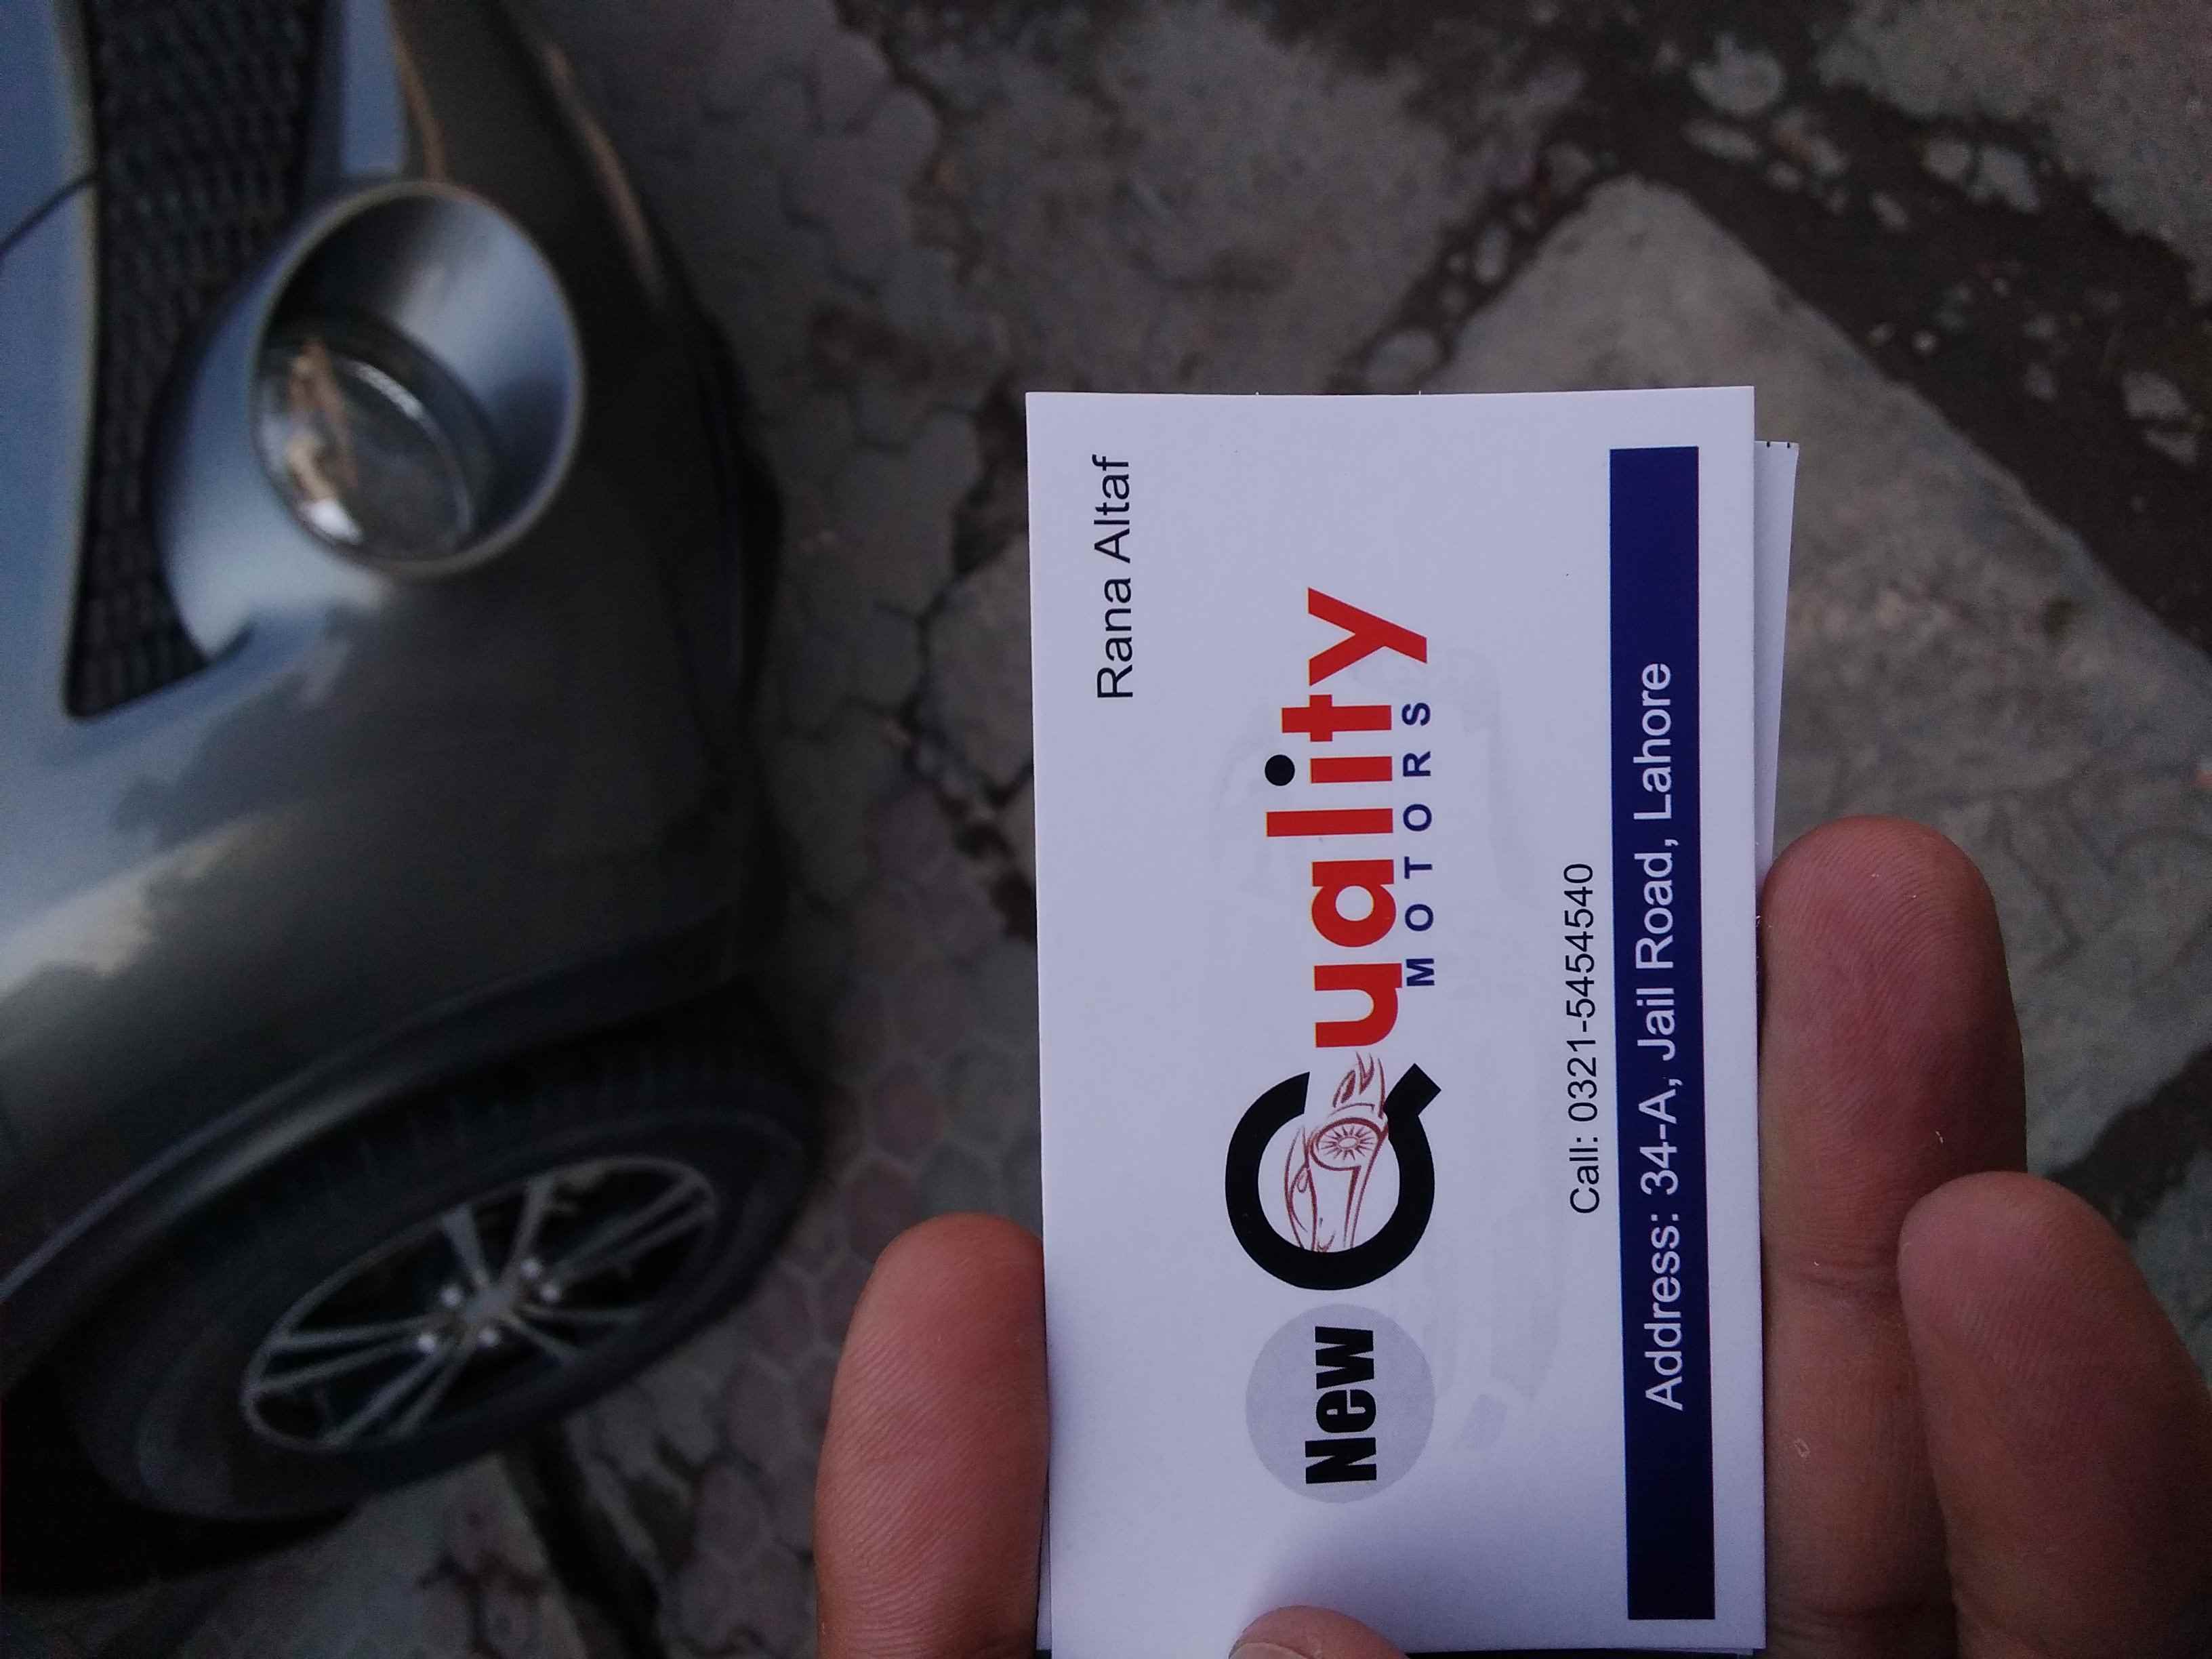 Rana Altaf
New Quality
MOTORS
Call: 0321-5454540
Address: 34-A, Jail Road, Lahore